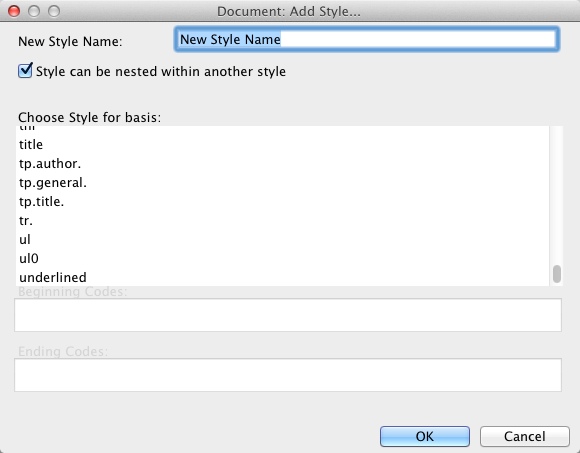 Document: Add Style...
New Style Name: New Style Name
Style can be nested within another style
Choose Style for basis:
title
tp.author.
tp.general.
tp.title.
tr.
ul
ul0
underlined
Beginning Codes:
Ending Codes:
OK Cancel